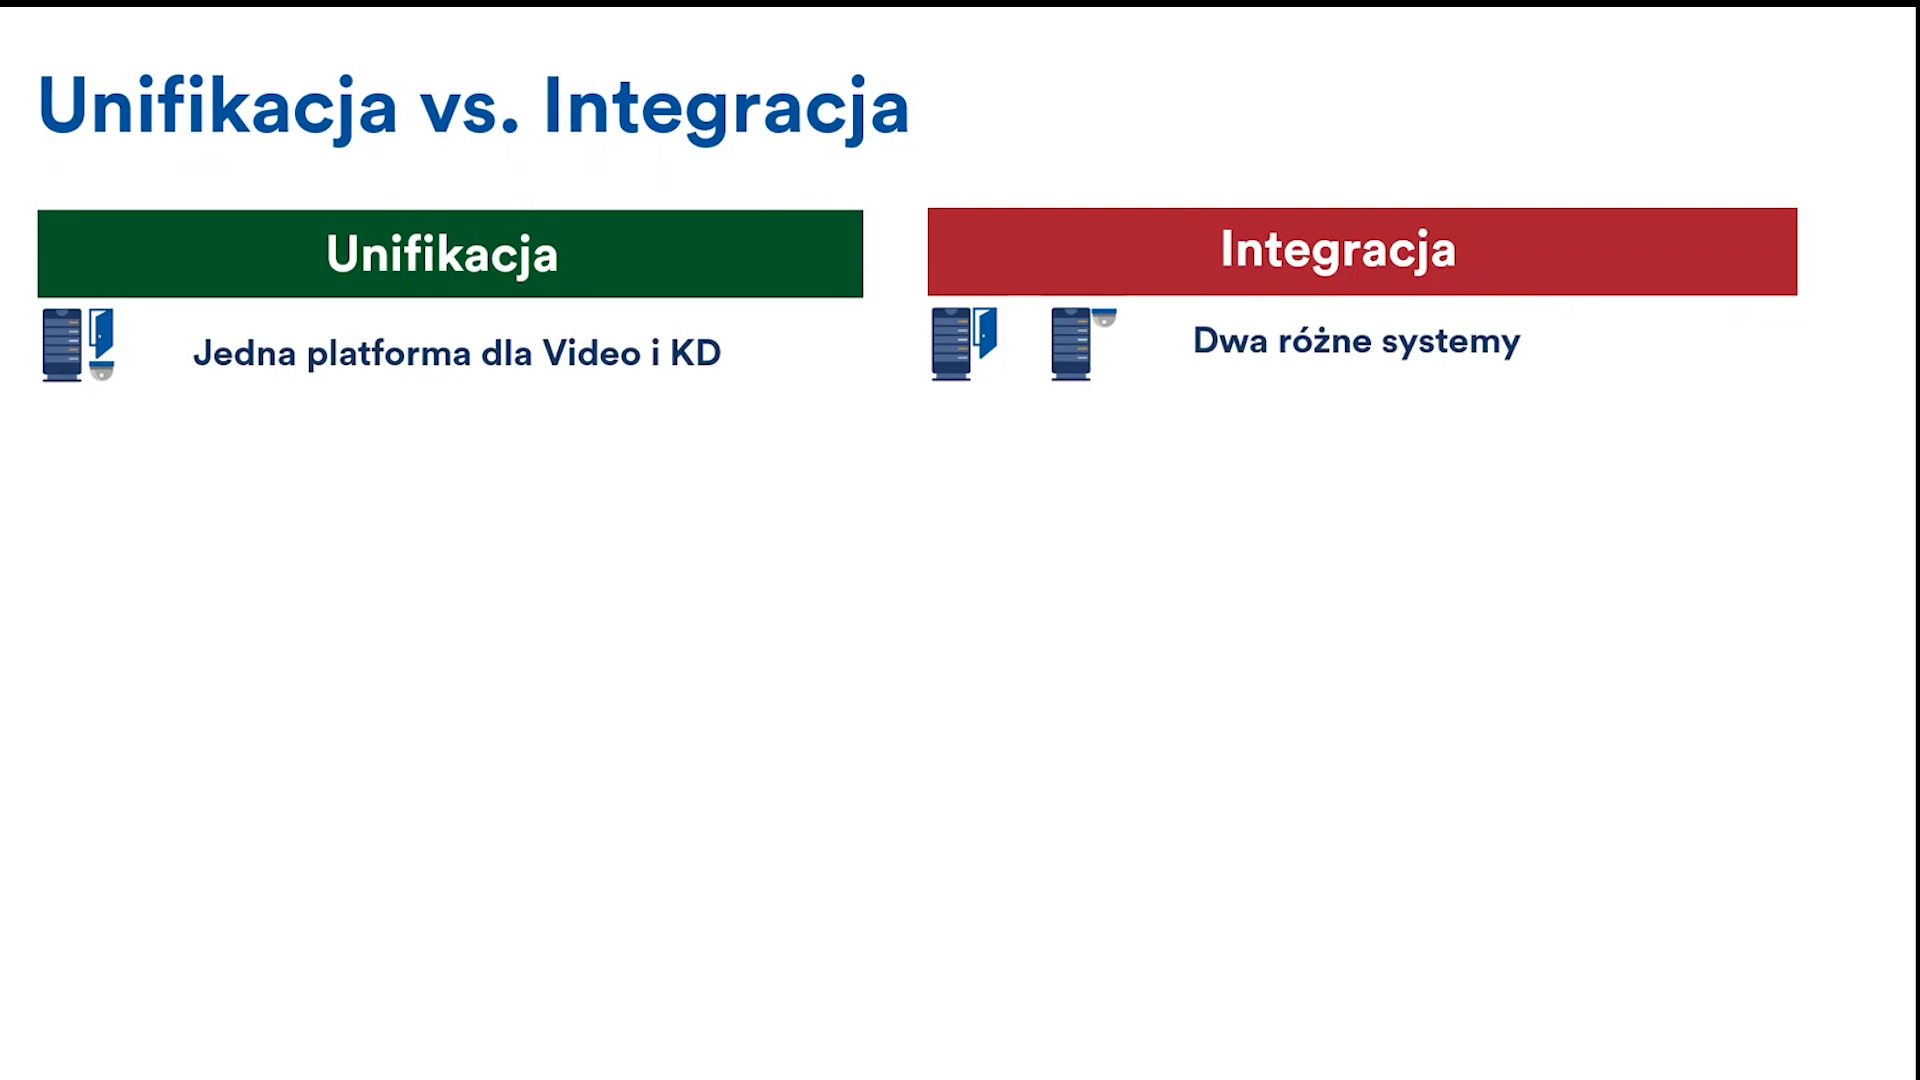 Unifikacja vs. Integracja
Unifikacja
Jedna platforma dla Video i KD
Integracja
Dwa różne systemy